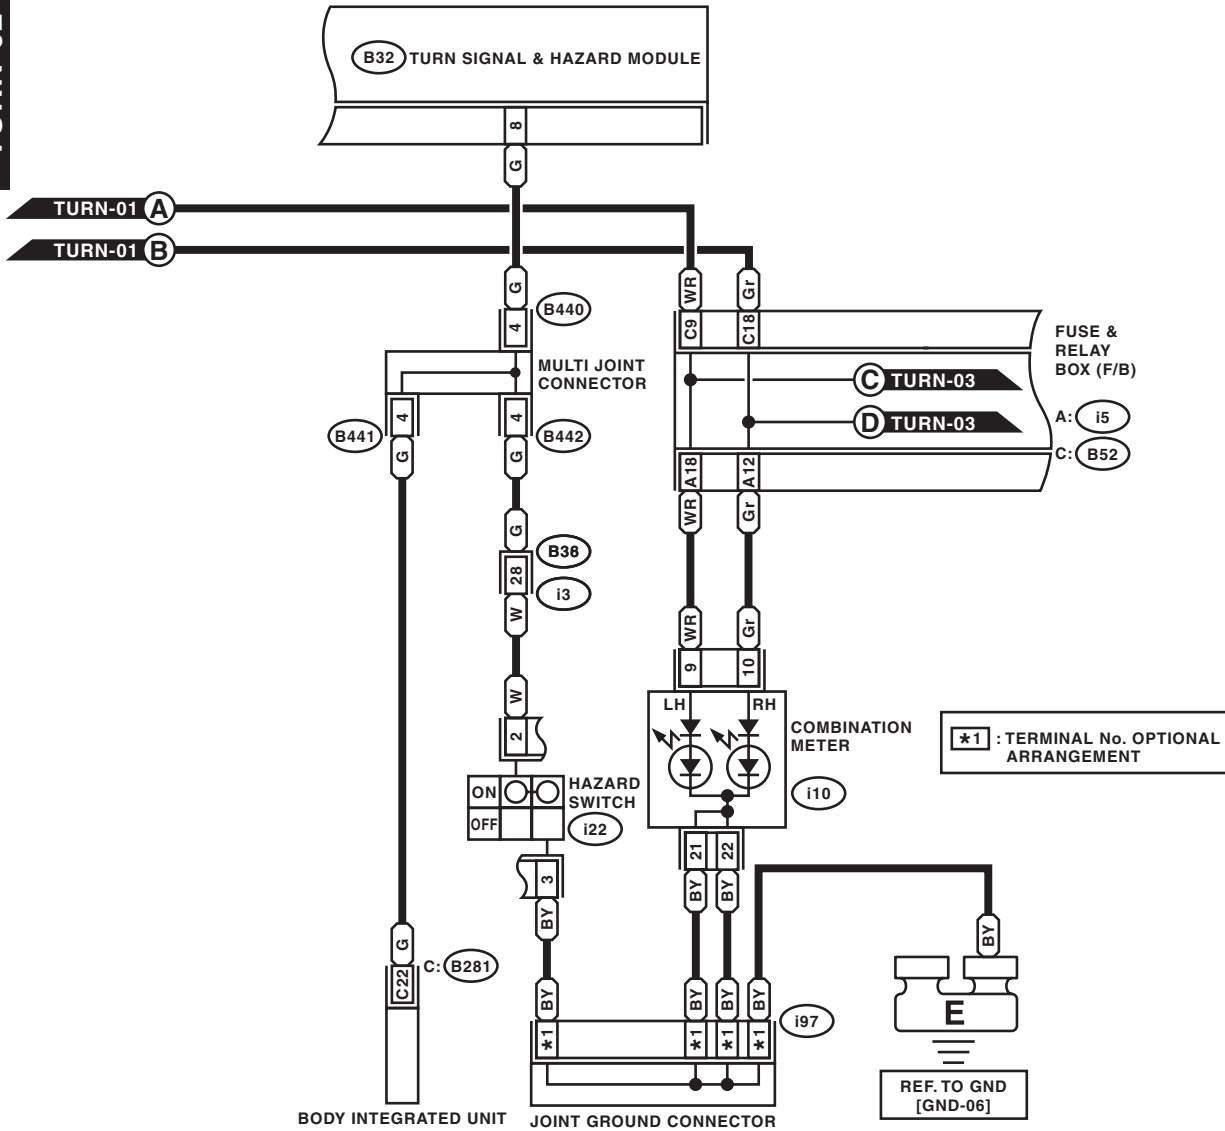 B32 TURN SIGNAL & HAZARD MODULE
8
G
TURN-01 A
TURN-01 B
G
WR
Gr
B440
4
C9
C18
FUSE &
RELAY
BOX (F/B)
MULTI JOINT
CONNECTOR
C TURN-03
D TURN-03
A: i5
C: B52
4
4
B441
B442
G
G
A18
A12
WR
Gr
G
B36
28
i3
W
WR
Gr
W
9
10
2
LH
RH
COMBINATION
METER
i10
*1 : TERMINAL No. OPTIONAL
ARRANGEMENT
ON
OFF
HAZARD
SWITCH
i22
21
22
3
BY
BY
BY
BY
G
C22
C: B281
BY
BY
BY
BY
i97
*1
*1
*1
*1
E
REF. TO GND
[GND-06]
BODY INTEGRATED UNIT
JOINT GROUND CONNECTOR